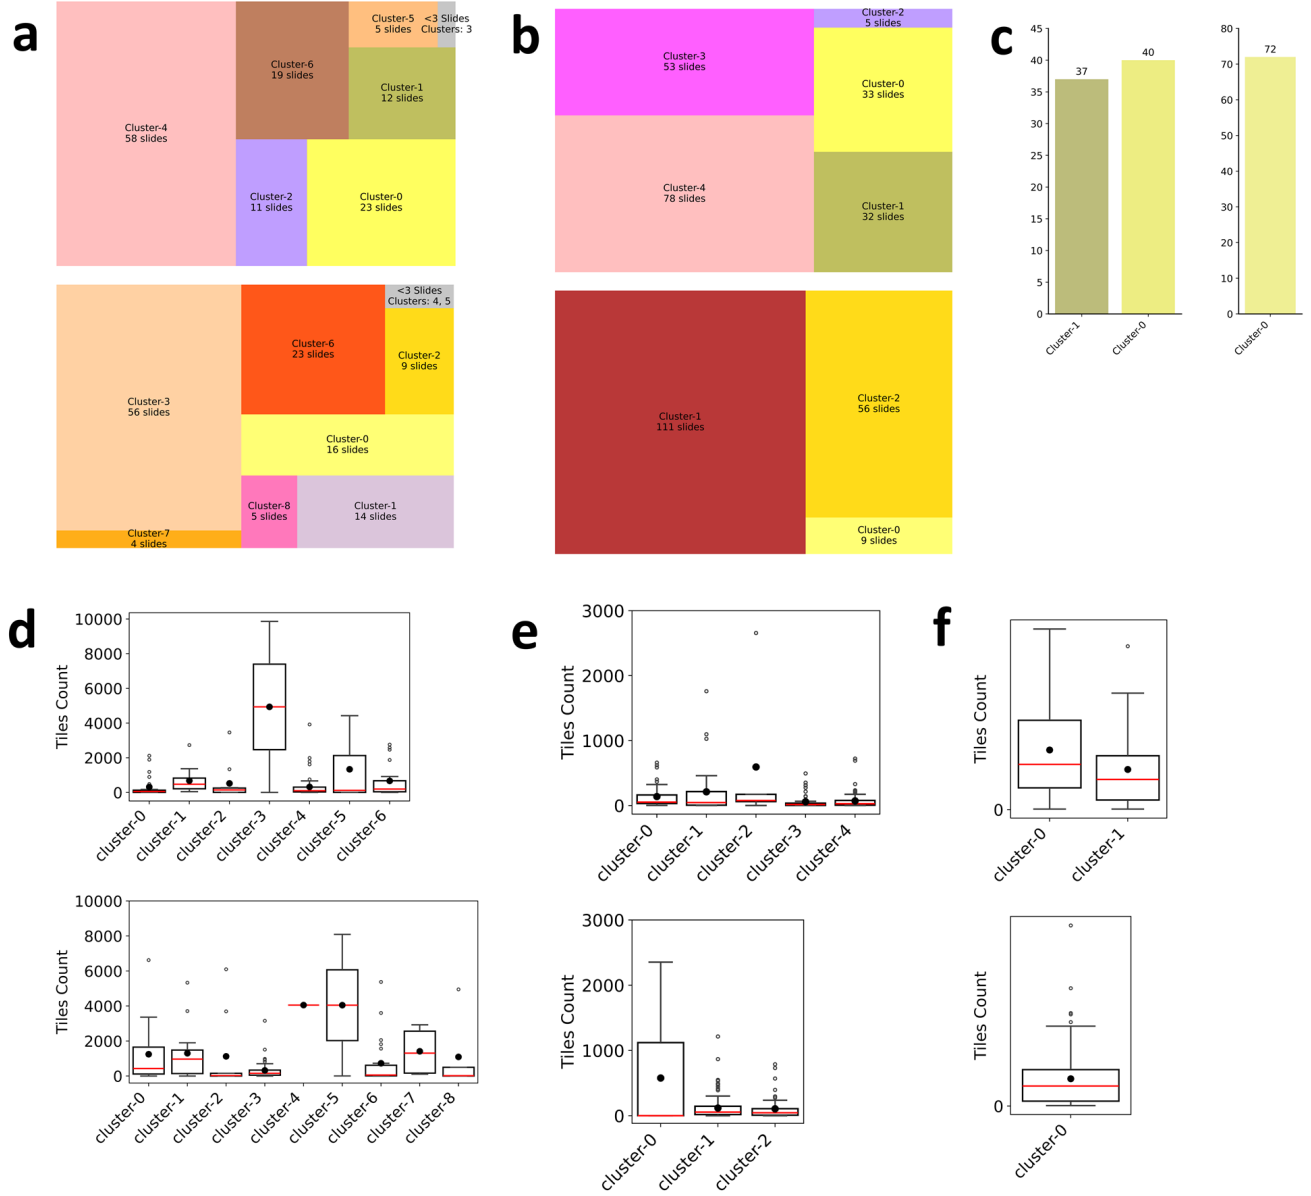 a
Cluster-4
58 slides
Cluster-6
19 slides
Cluster-5
5 slides
<3 Slides
Clusters: 3
Cluster-1
12 slides
Cluster-2
11 slides
Cluster-0
23 slides
Cluster-3
56 slides
Cluster-7
4 slides
Cluster-6
23 slides
<3 Slides
Clusters: 4, 5
Cluster-2
9 slides
Cluster-0
16 slides
Cluster-8
5 slides
Cluster-1
14 slides
b
Cluster-3
53 slides
Cluster-2
5 slides
Cluster-0
33 slides
Cluster-4
78 slides
Cluster-1
32 slides
Cluster-1
111 slides
Cluster-2
56 slides
Cluster-0
9 slides
c
45
40
35
30
25
20
15
10
5
0
37
40
Cluster-1
Cluster-0
80
70
60
50
40
30
20
10
0
72
Cluster-0
d
Tiles Count
10000
8000
6000
4000
2000
0
cluster-0
cluster-1
cluster-2
cluster-3
cluster-4
cluster-5
cluster-6
Tiles Count
10000
8000
6000
4000
2000
0
cluster-0
cluster-1
cluster-2
cluster-3
cluster-4
cluster-5
cluster-6
cluster-7
cluster-8
e
Tiles Count
3000
2000
1000
0
cluster-0
cluster-1
cluster-2
cluster-3
cluster-4
Tiles Count
3000
2000
1000
0
cluster-0
cluster-1
cluster-2
f
Tiles Count
0
cluster-0
cluster-1
Tiles Count
0
cluster-0